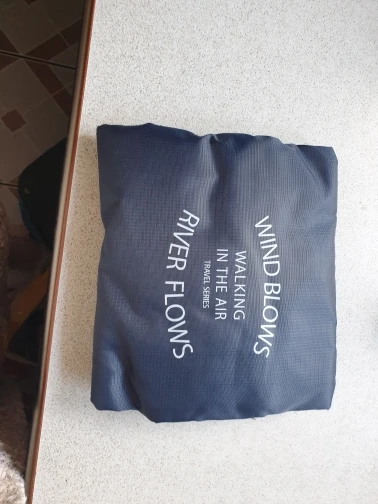 WIND BLOWS
WALKING
IN THE AIR
TRAVEL SERIES
RIVER FLOWS